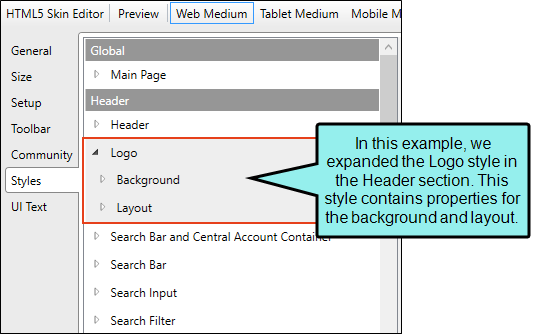 HTML5 Skin Editor Preview Web Medium Tablet Medium Mobile M
General
Size
Setup
Toolbar
Community
Styles
UI Text
Global
Main Page
Header
Header
Logo
Background
Layout
Search Bar and Central Account Container
Search Bar
Search Input
Search Filter
In this example, we
expanded the Logo style in
the Header section. This
style contains properties for
the background and layout.